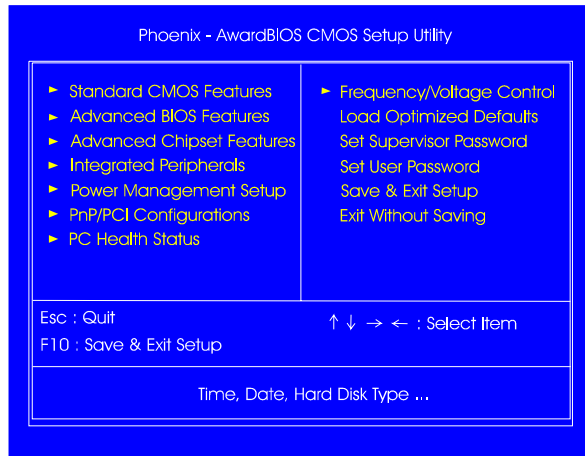 Phoenix - AwardBIOS CMOS Setup Utility
► Standard CMOS Features
► Advanced BIOS Features
► Advanced Chipset Features
► Integrated Peripherals
► Power Management Setup
► PnP/PCI Configurations
► PC Health Status
► Frequency/Voltage Control
Load Optimized Defaults
Set Supervisor Password
Set User Password
Save & Exit Setup
Exit Without Saving
Esc : Quit
F10 : Save & Exit Setup
↑ ↓ → ← : Select Item
Time, Date, Hard Disk Type ...